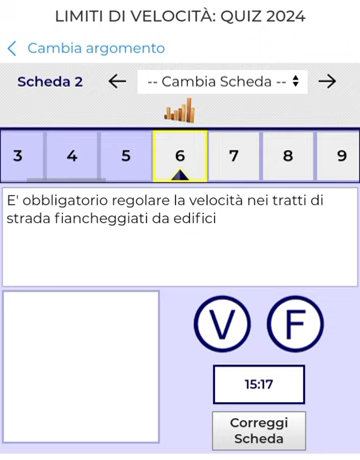 LIMITI DI VELOCITÀ: QUIZ 2024
Cambia argomento
Scheda 2
-- Cambia Scheda --
3 4 5 6 7 8 9
E' obbligatorio regolare la velocità nei tratti di
strada fiancheggiati da edifici
V F
15:17
Correggi
Scheda